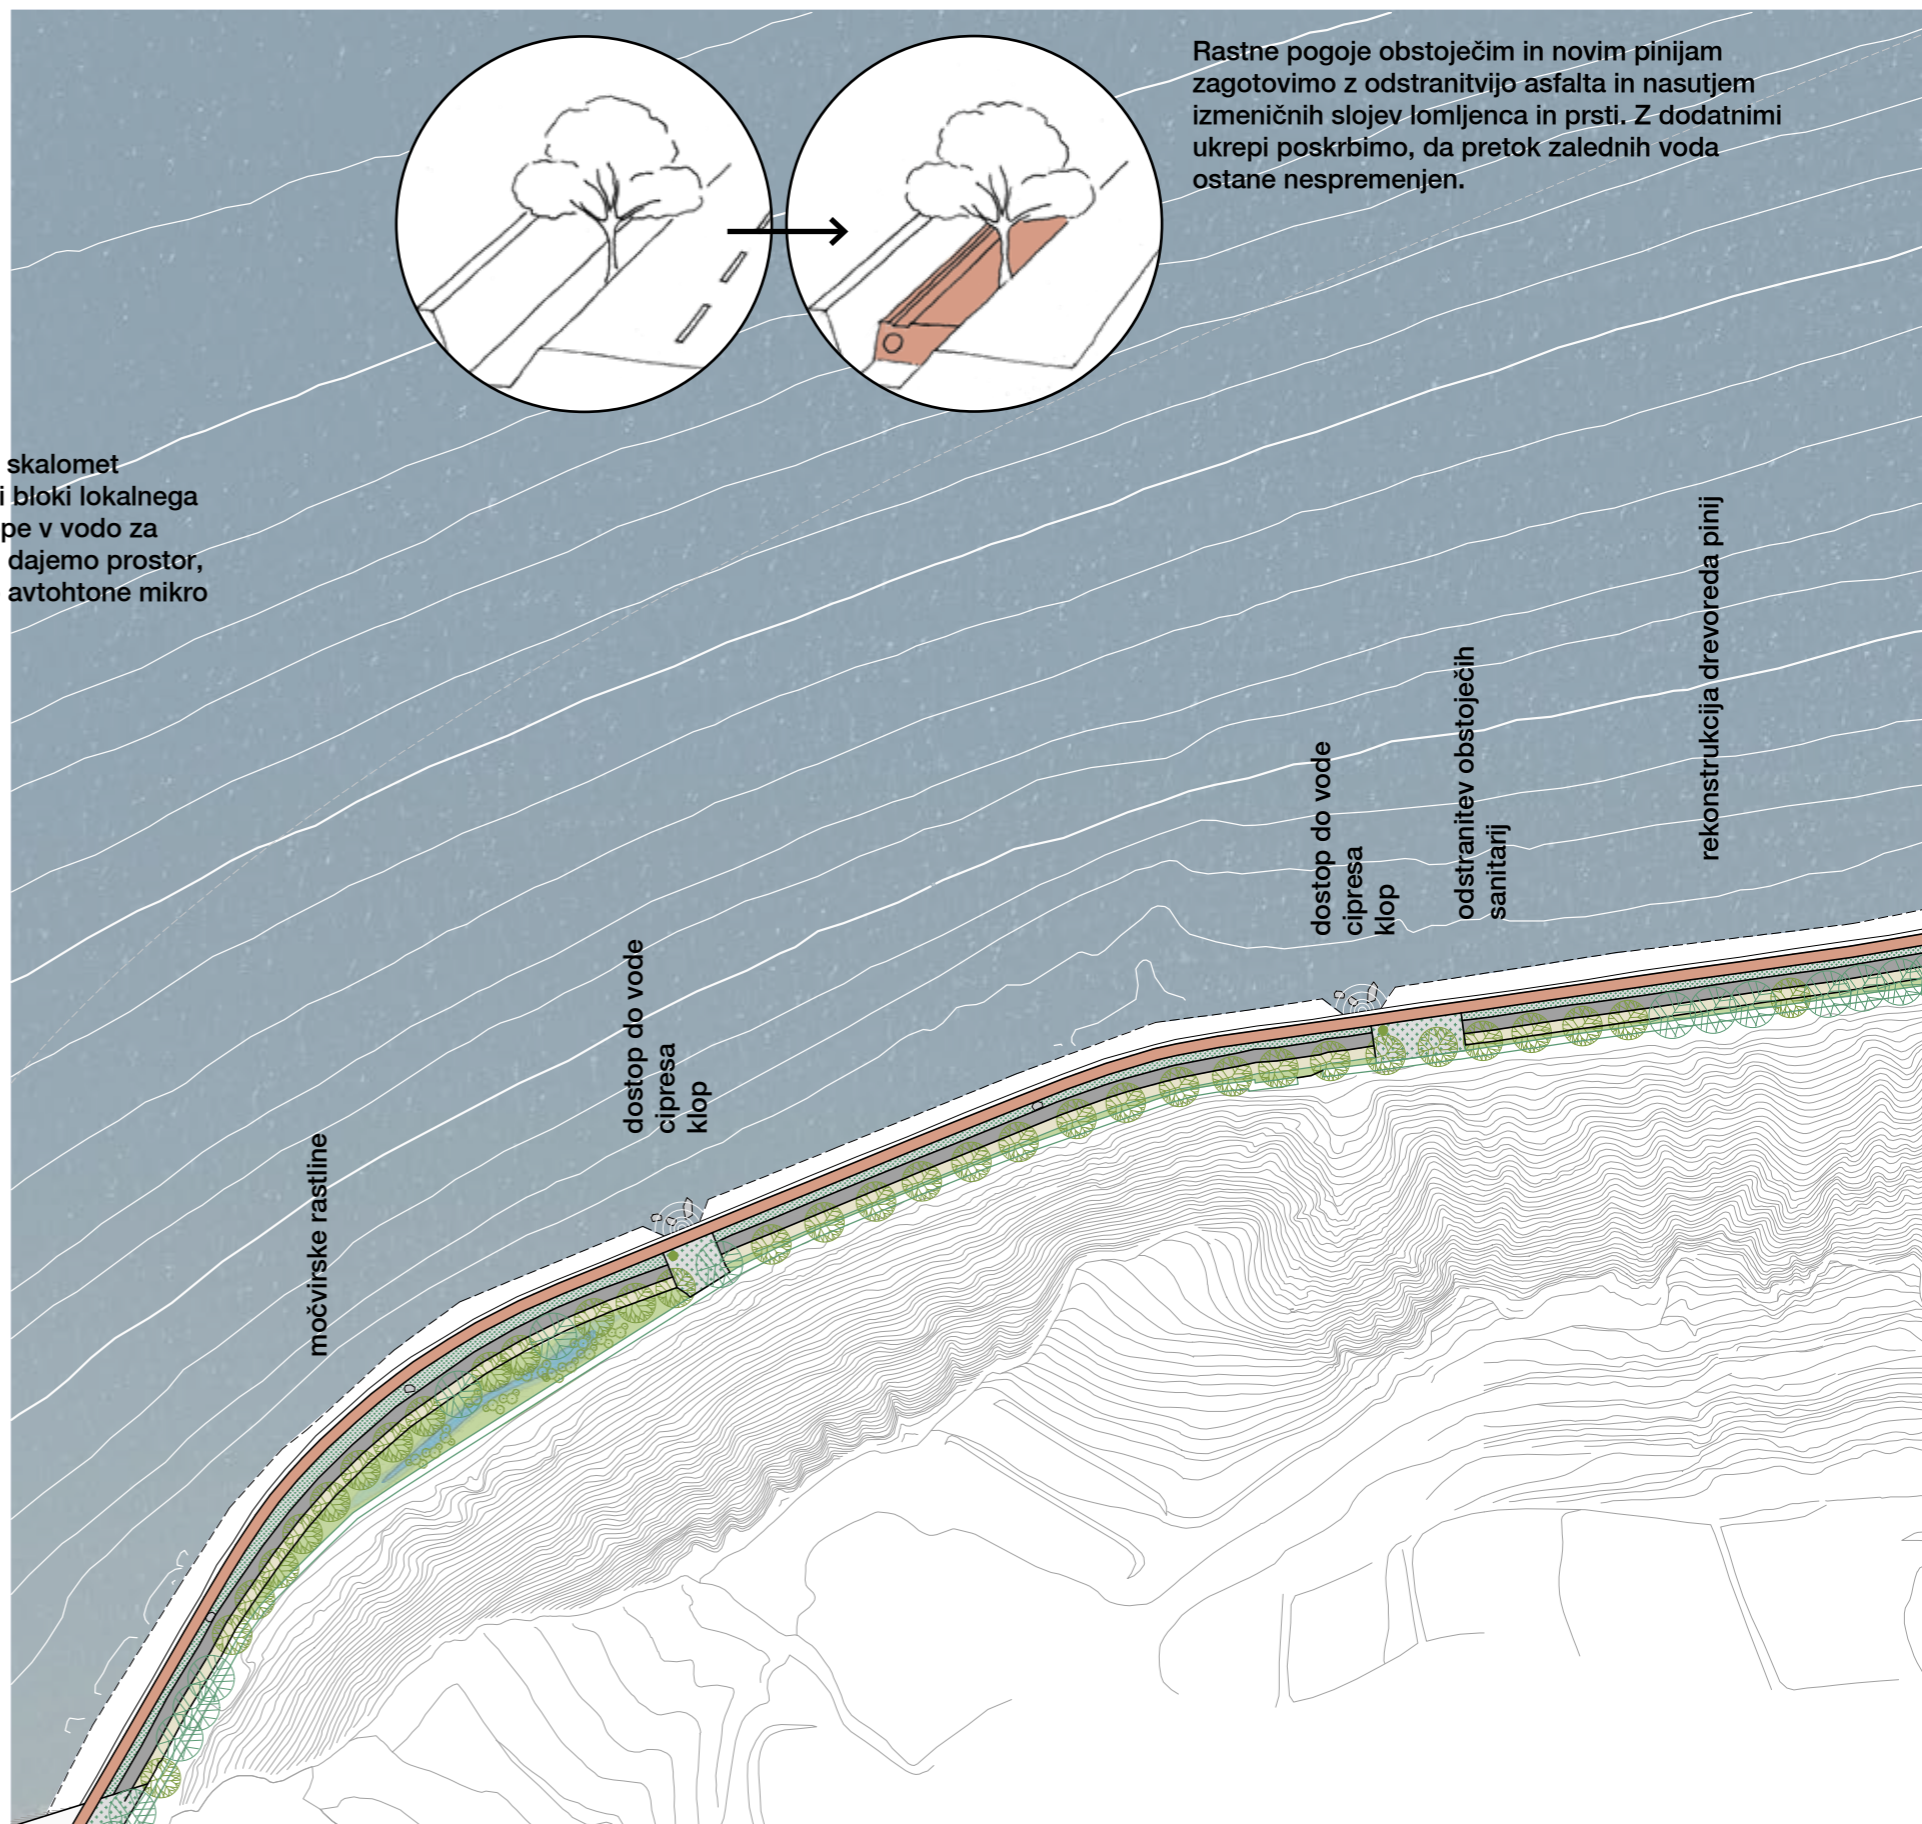 Rastne pogoje obstoječim in novim pinijam
zagotovimo z odstranitvijo asfalta in nasutjem
izmeničnih slojev lomljenca in prsti. Z dodatnimi
ukrepi poskrbimo, da pretok zalednih voda
ostane nespremenjen.
skalomet
i bloki lokalnega
pe v vodo za
dajemo prostor,
avtohtone mikro
močvirske rastline
dostop do vode
cipresa
klop
dostop do vode
cipresa
klop
odstranitev obstoječih
sanitarij
rekonstrukcija drevoreda pinij